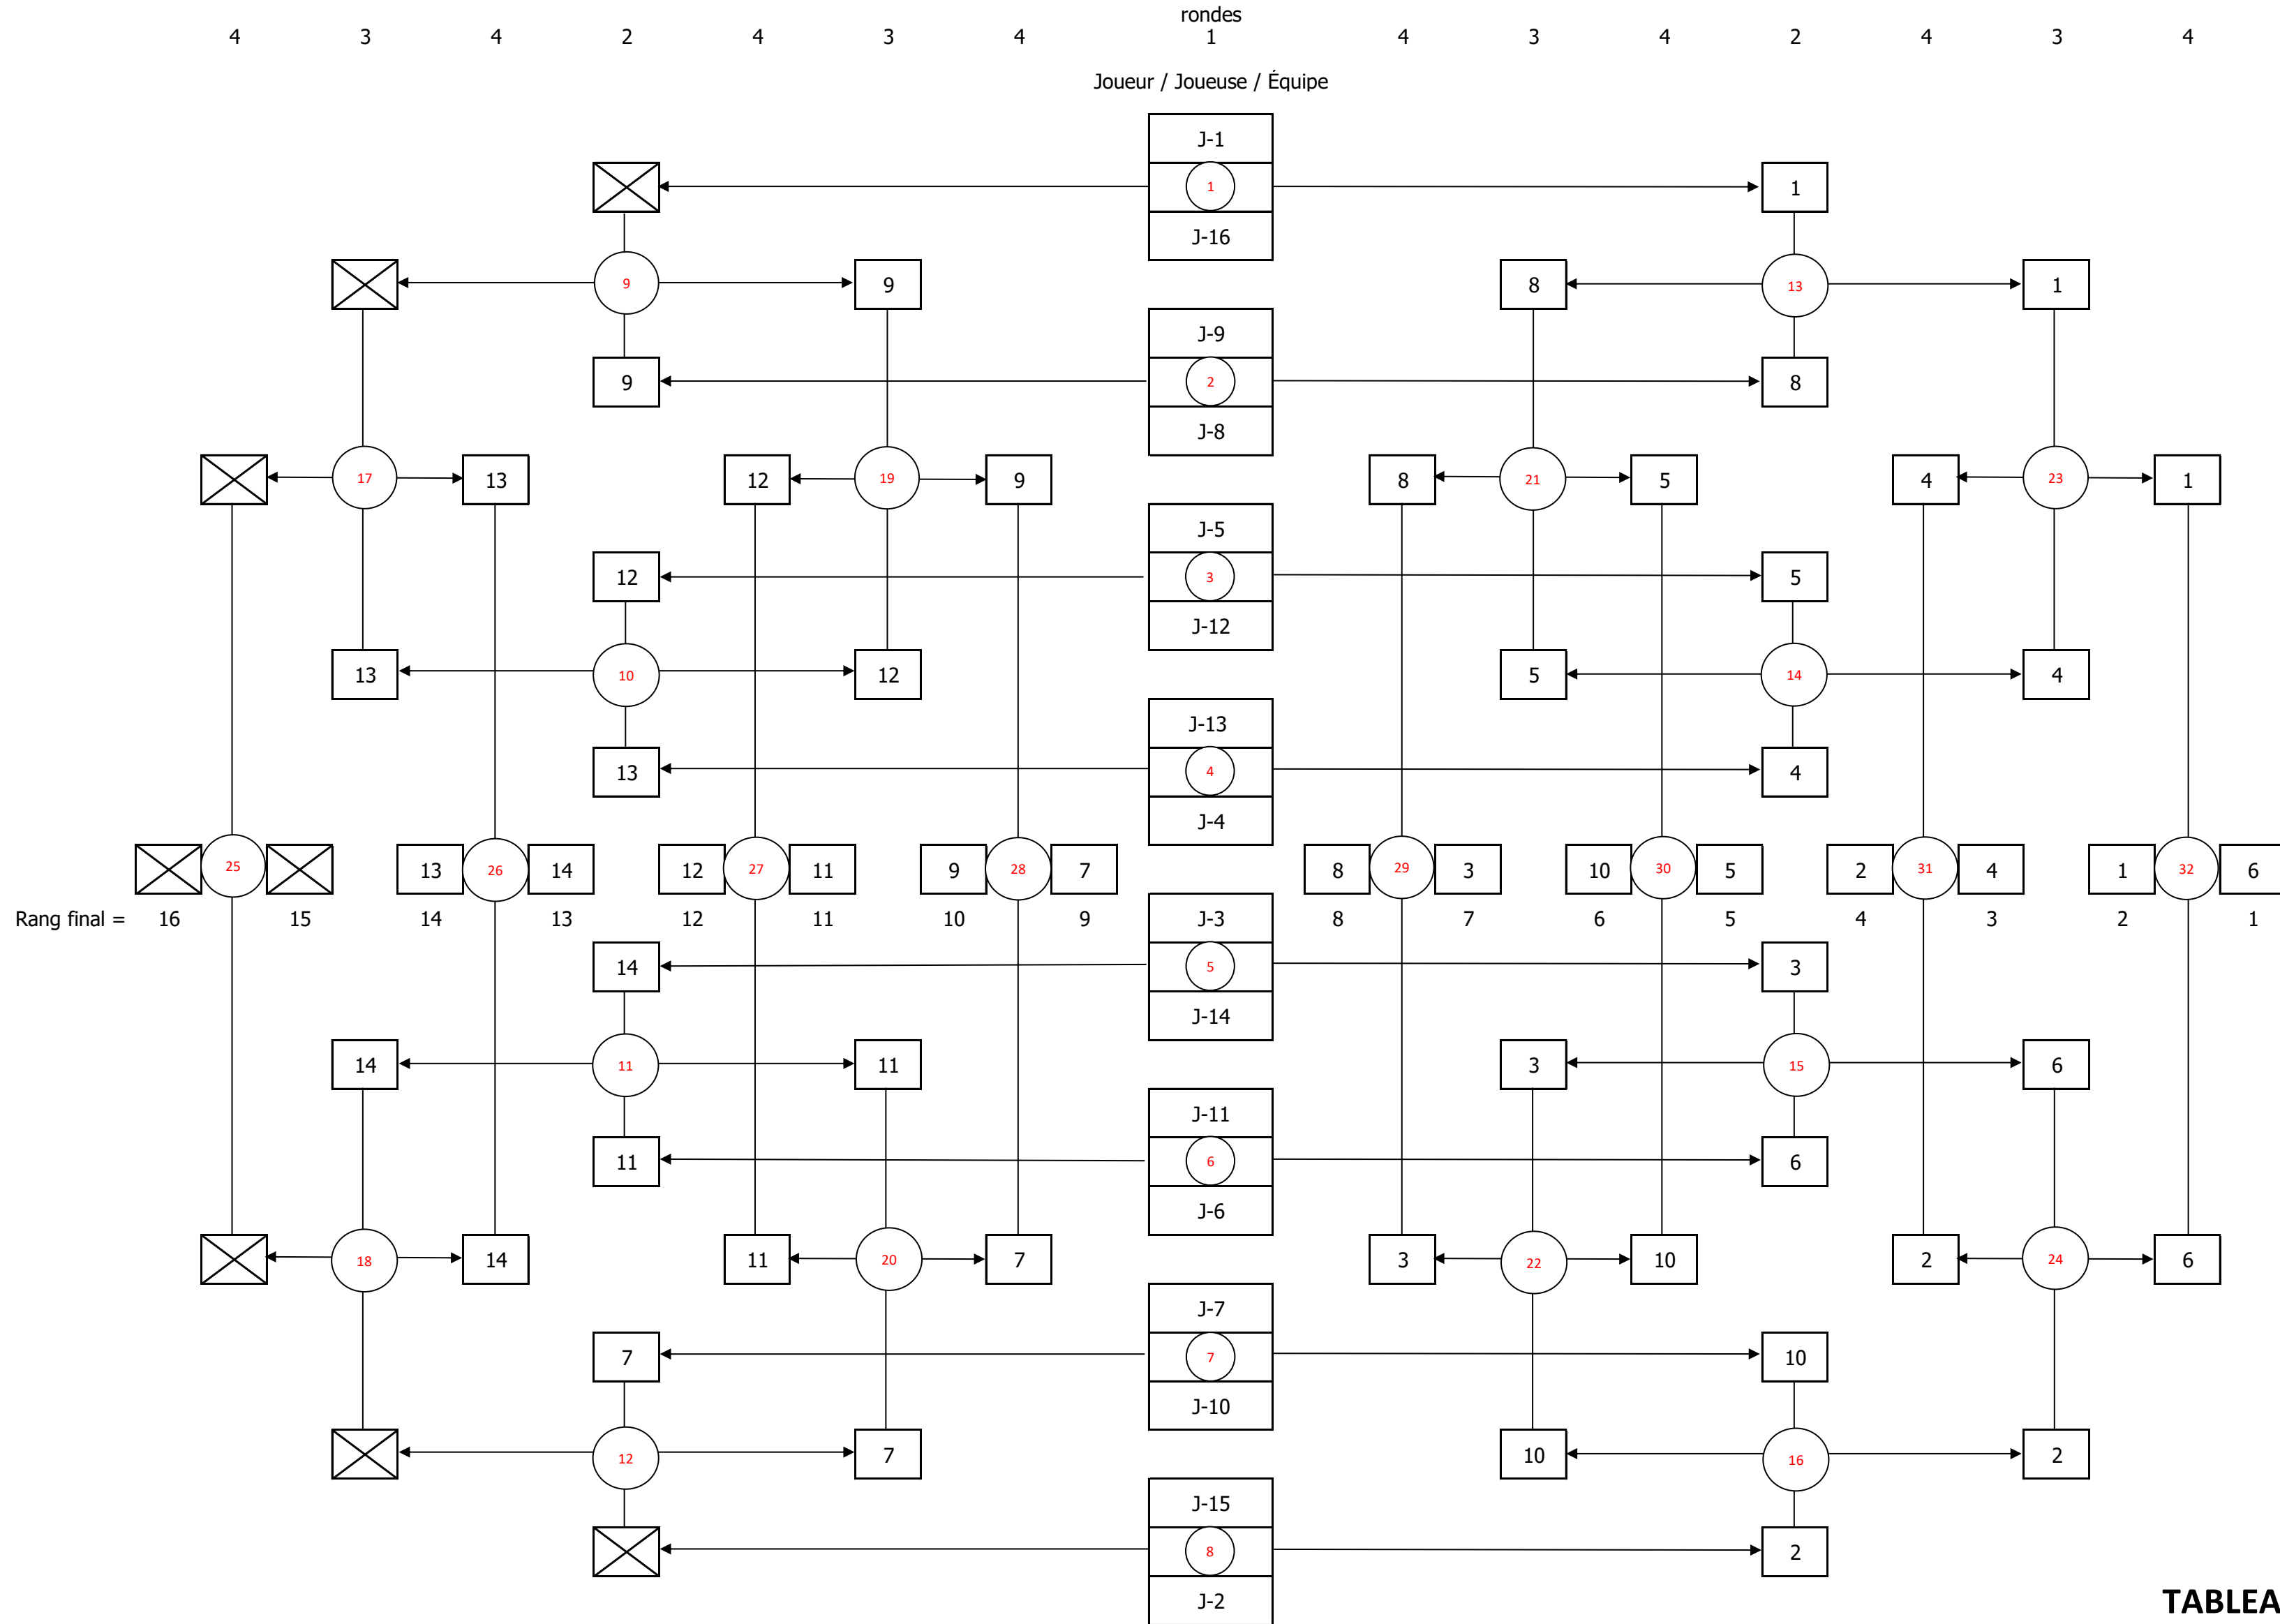 rondes
4 3 4 2 4 3 4 1 4 3 4 2 4 3 4
Joueur / Joueuse / Équipe
J-1
1 1
J-16
9 9 8 13 1
J-9
9 2 8
J-8
17 13 12 19 9 8 21 5 4 23 1
J-5
12 3 5
J-12
13 10 12 5 14 4
J-13
13 4 4
J-4
25 13 26 14 12 27 11 9 28 7 8 29 3 10 30 5 2 31 4 1 32 6
Rang final = 16 15 14 13 12 11 10 9 8 7 6 5 4 3 2 1
J-3
14 5 3
J-14
14 11 11 3 15 6
J-11
11 6 6
J-6
18 14 11 20 7 3 22 10 2 24 6
J-7
7 7 10
J-10
12 7 10 16 2
J-15
8 2
J-2
TABLEA